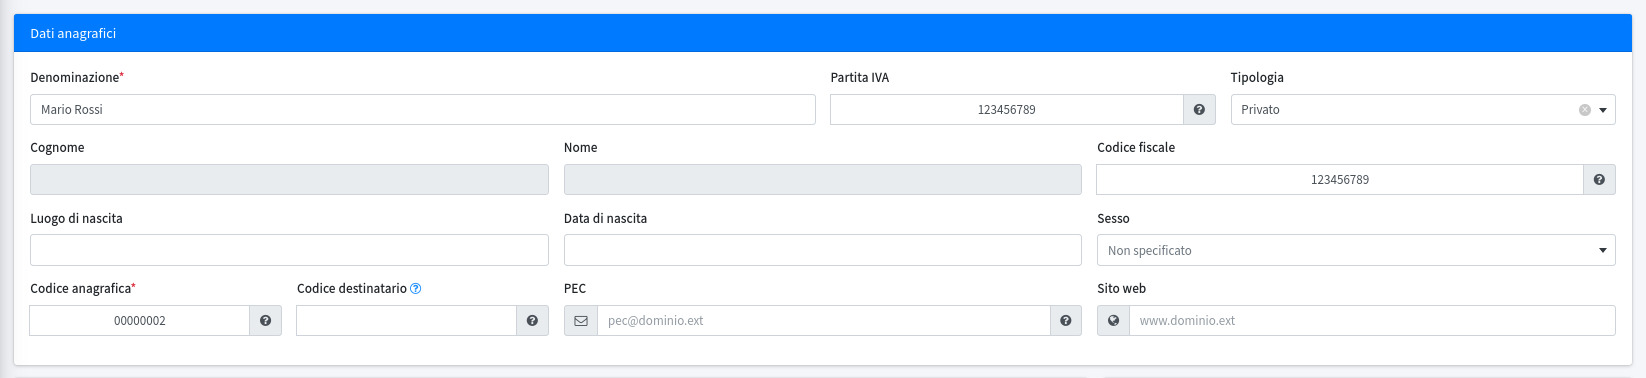 Dati anagrafici
Denominazione* Partita IVA Tipologia
Mario Rossi 123456789 Privato
Cognome Nome Codice fiscale
123456789
Luogo di nascita Data di nascita Sesso
Non specificato
Codice anagrafica* Codice destinatario PEC Sito web
00000002 pec@dominio.ext www.dominio.ext